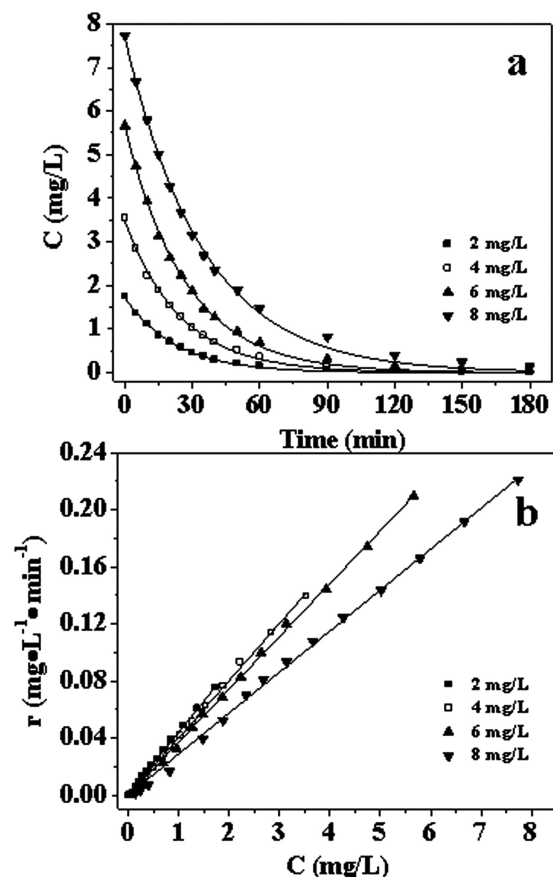 a
8
7
6
5
4
3
2
1
0
C (mg/L)
2 mg/L
4 mg/L
6 mg/L
8 mg/L
0 30 60 90 120 150 180
Time (min)
b
0.24
0.20
0.16
0.12
0.08
0.04
0.00
r (mg•L⁻¹•min⁻¹)
2 mg/L
4 mg/L
6 mg/L
8 mg/L
0 1 2 3 4 5 6 7 8
C (mg/L)